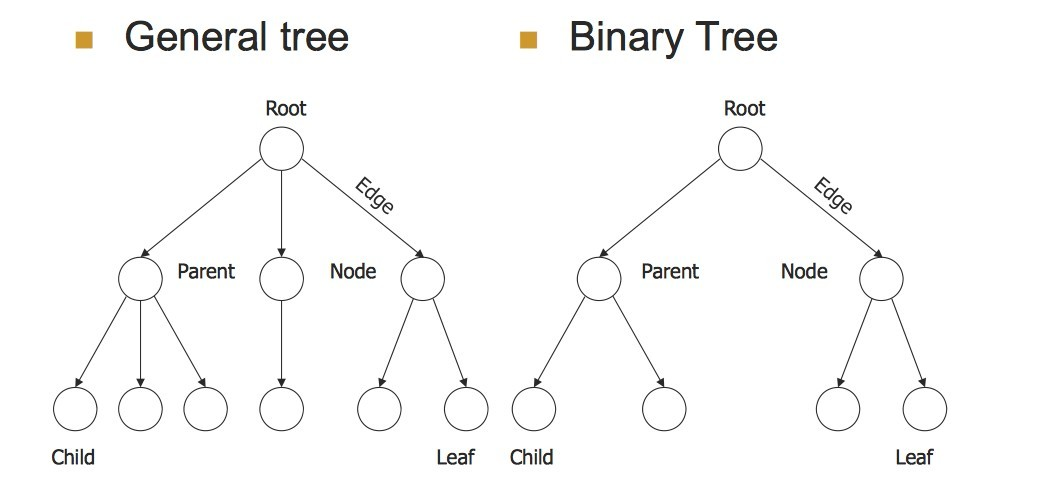 General tree
Root
Edge
Parent
Node
Child
Leaf
Binary Tree
Root
Edge
Parent
Node
Child
Leaf